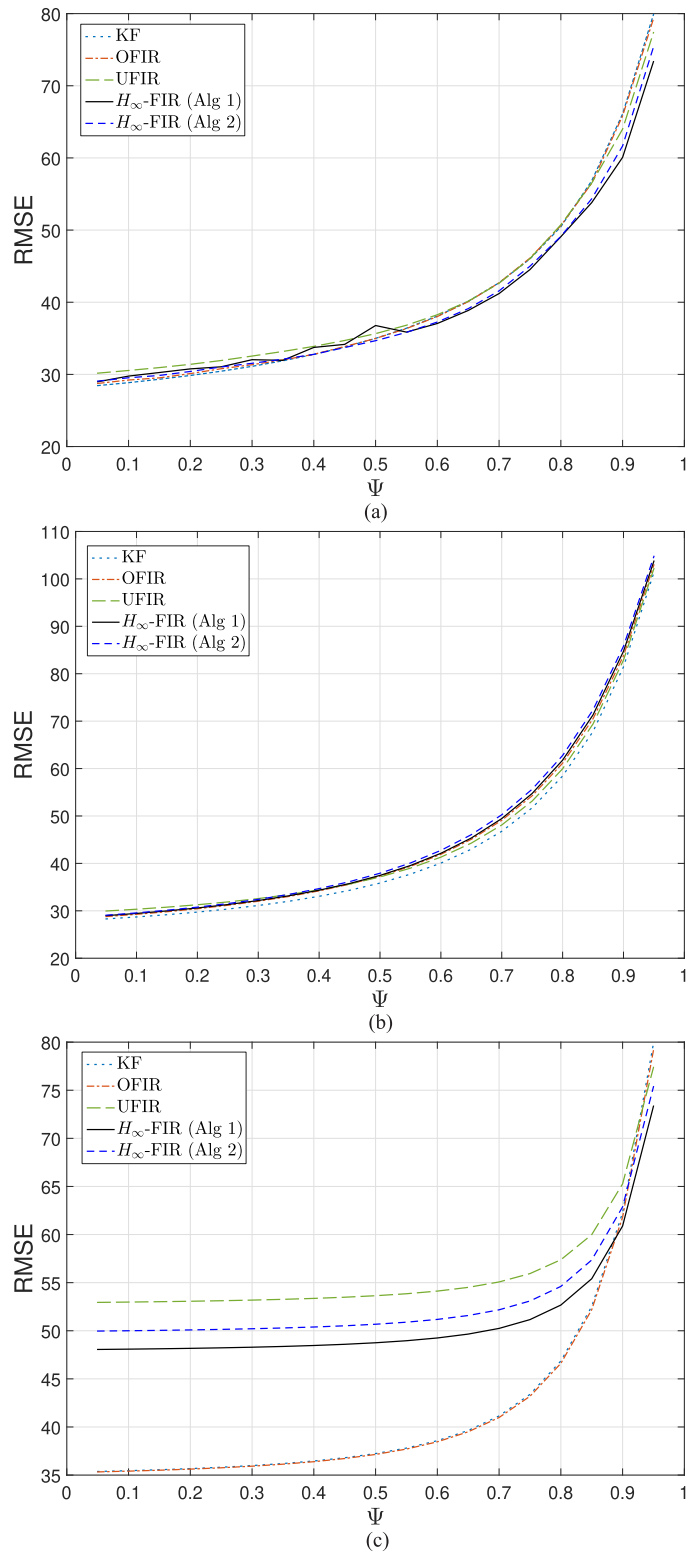 80
70
60
50
40
30
20
RMSE
KF
OFIR
UFIR
H∞-FIR (Alg 1)
H∞-FIR (Alg 2)
0 0.1 0.2 0.3 0.4 0.5 0.6 0.7 0.8 0.9 1
Ψ
(a)
110
100
90
80
70
60
50
40
30
20
RMSE
KF
OFIR
UFIR
H∞-FIR (Alg 1)
H∞-FIR (Alg 2)
0 0.1 0.2 0.3 0.4 0.5 0.6 0.7 0.8 0.9 1
Ψ
(b)
80
75
70
65
60
55
50
45
40
35
RMSE
KF
OFIR
UFIR
H∞-FIR (Alg 1)
H∞-FIR (Alg 2)
0 0.1 0.2 0.3 0.4 0.5 0.6 0.7 0.8 0.9 1
Ψ
(c)